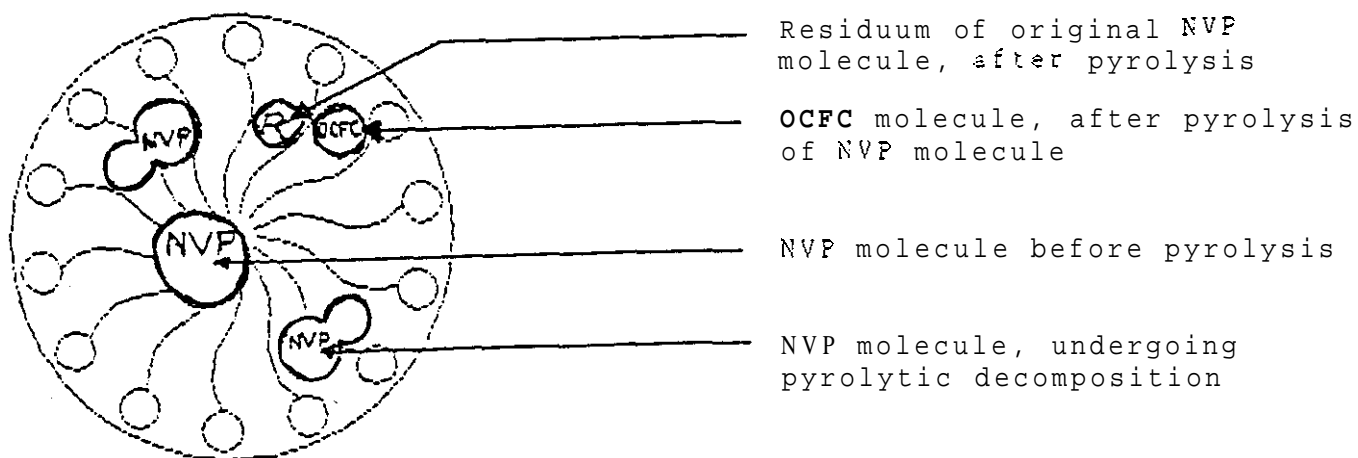 Residuum of original NVP
molecule, after pyrolysis
NVP
R
OCFC
OCFC molecule, after pyrolysis
of NVP molecule
NVP
NVP molecule before pyrolysis
NVP
NVP molecule, undergoing
pyrolytic decomposition